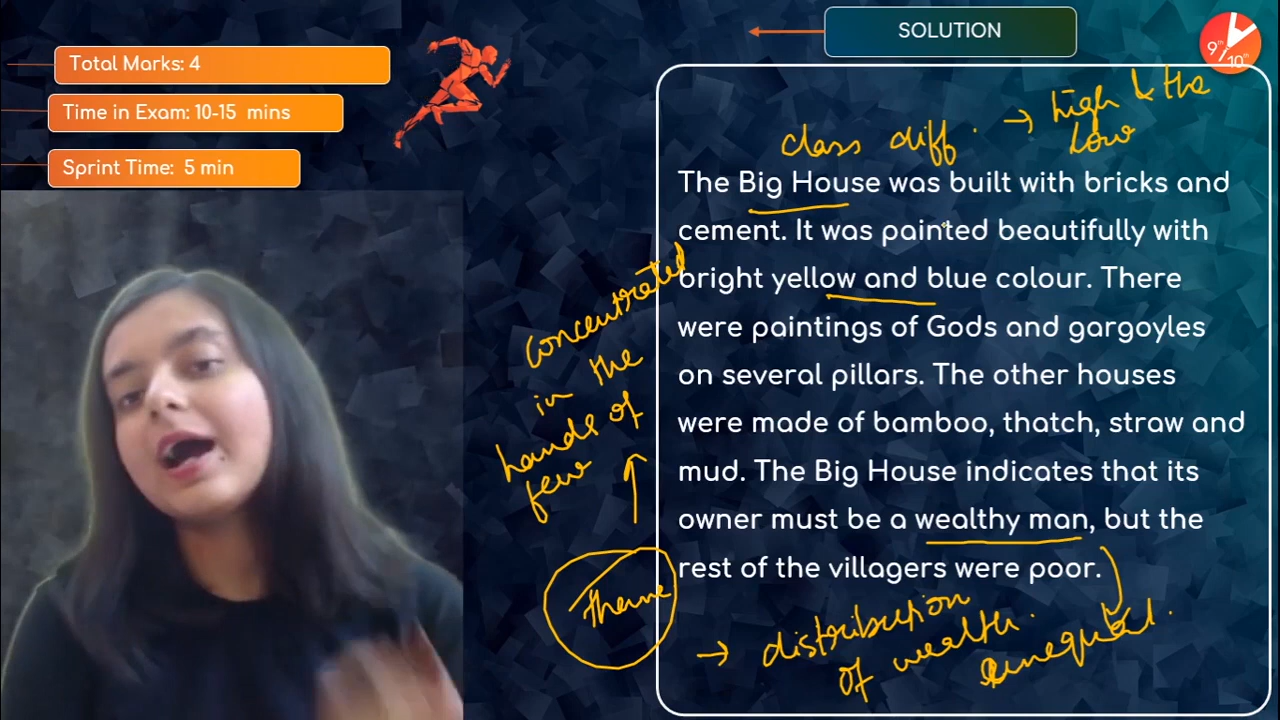 SOLUTION
9th/10th
Total Marks: 4
Time in Exam: 10-15 mins
Sprint Time: 5 min
class diff. → high & the
low
The Big House was built with bricks and
cement. It was painted beautifully with
bright yellow and blue colour. There
were paintings of Gods and gargoyles
on several pillars. The other houses
were made of bamboo, thatch, straw and
mud. The Big House indicates that its
owner must be a wealthy man, but the
rest of the villagers were poor.
concentrated
in the
hands of
few
Theme
→ distribution
of wealth.
unequal.